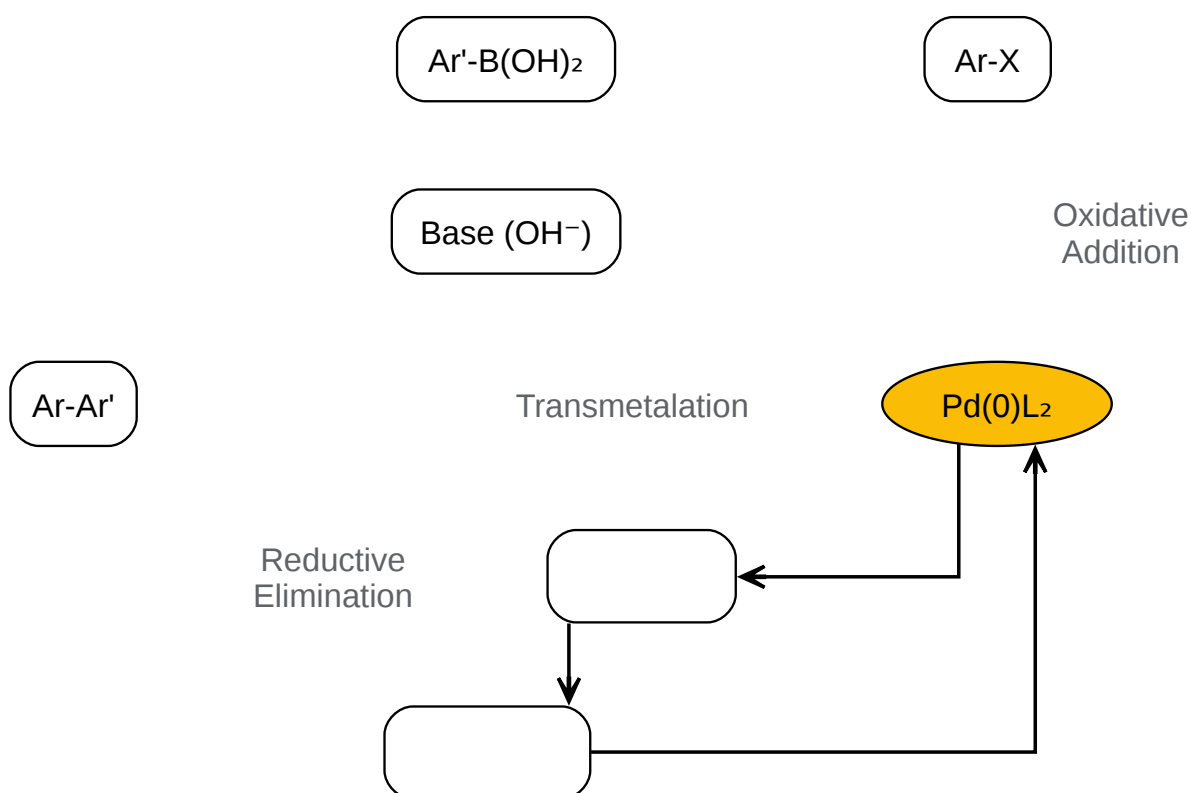 Ar'-B(OH)₂
Ar-X
Base (OH⁻)
Oxidative
Addition
Ar-Ar'
Transmetalation
Pd(0)L₂
Reductive
Elimination